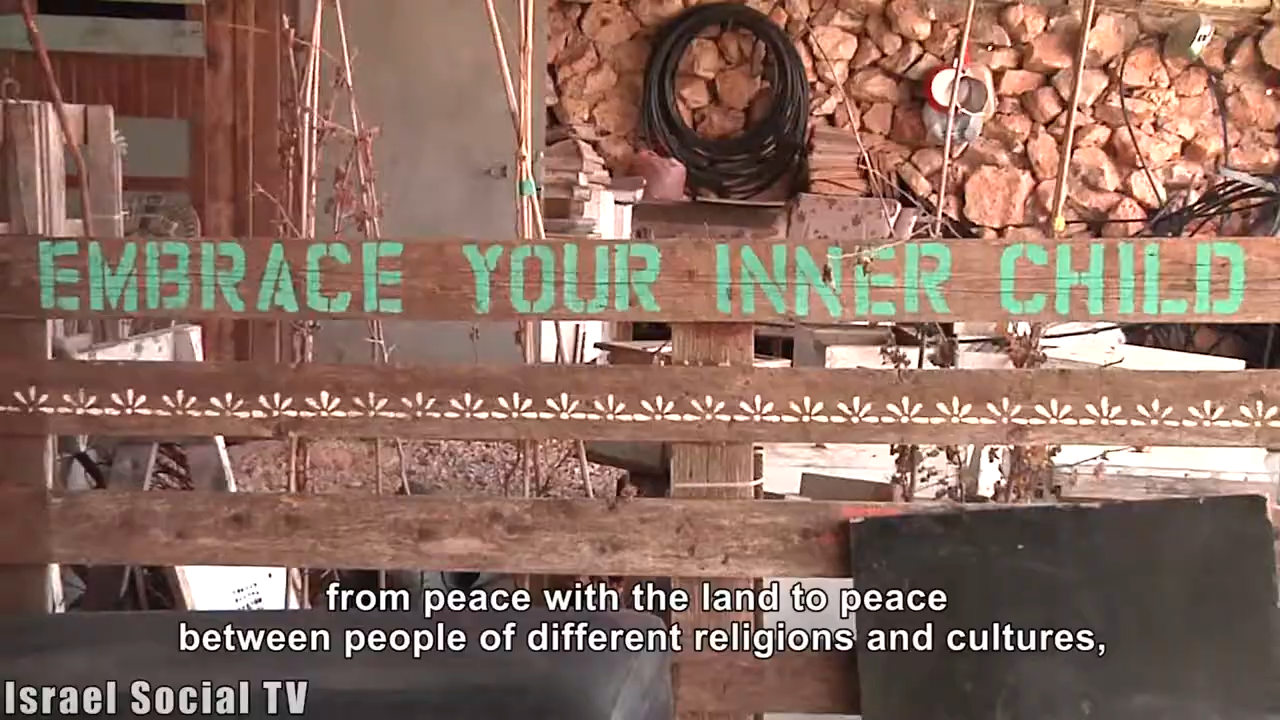 EMBRACE YOUR INNER CHILD
from peace with the land to peace
between people of different religions and cultures,
Israel Social TV